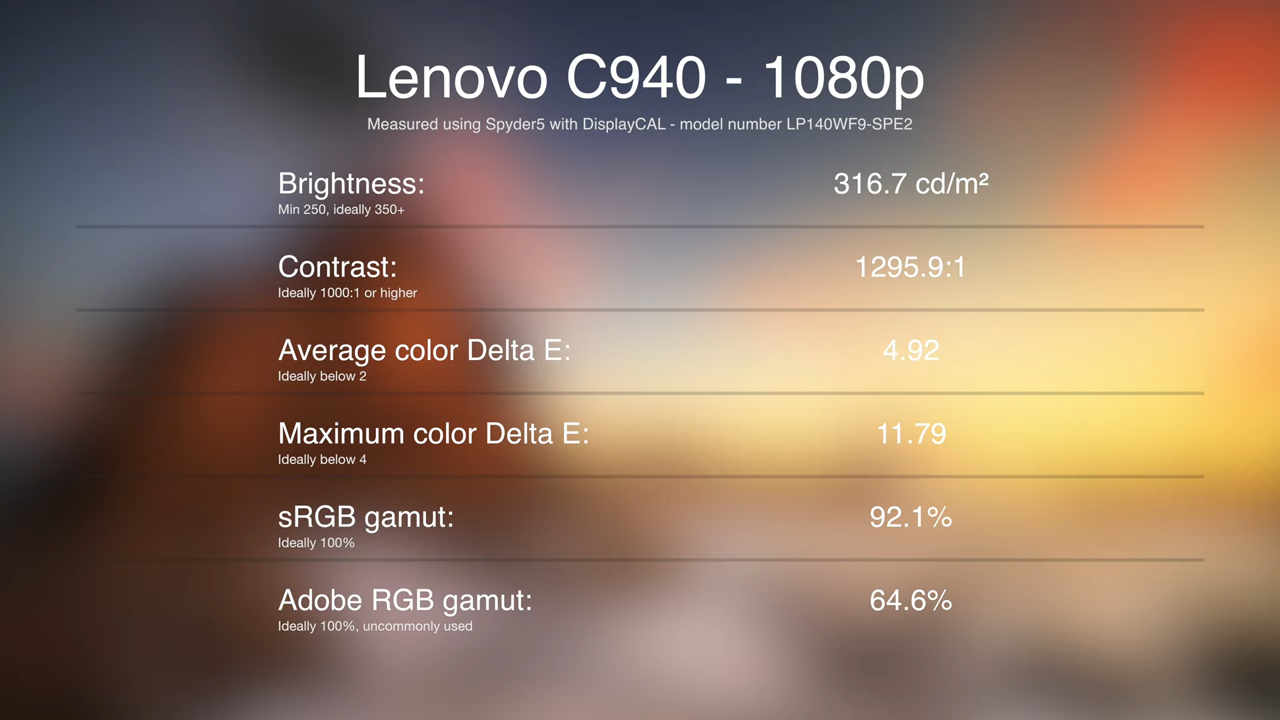 Lenovo C940 - 1080p
Measured using Spyder5 with DisplayCAL - model number LP140WF9-SPE2
Brightness: 316.7 cd/m²
Min 250, ideally 350+
Contrast: 1295.9:1
Ideally 1000:1 or higher
Average color Delta E: 4.92
Ideally below 2
Maximum color Delta E: 11.79
Ideally below 4
sRGB gamut: 92.1%
Ideally 100%
Adobe RGB gamut: 64.6%
Ideally 100%, uncommonly used